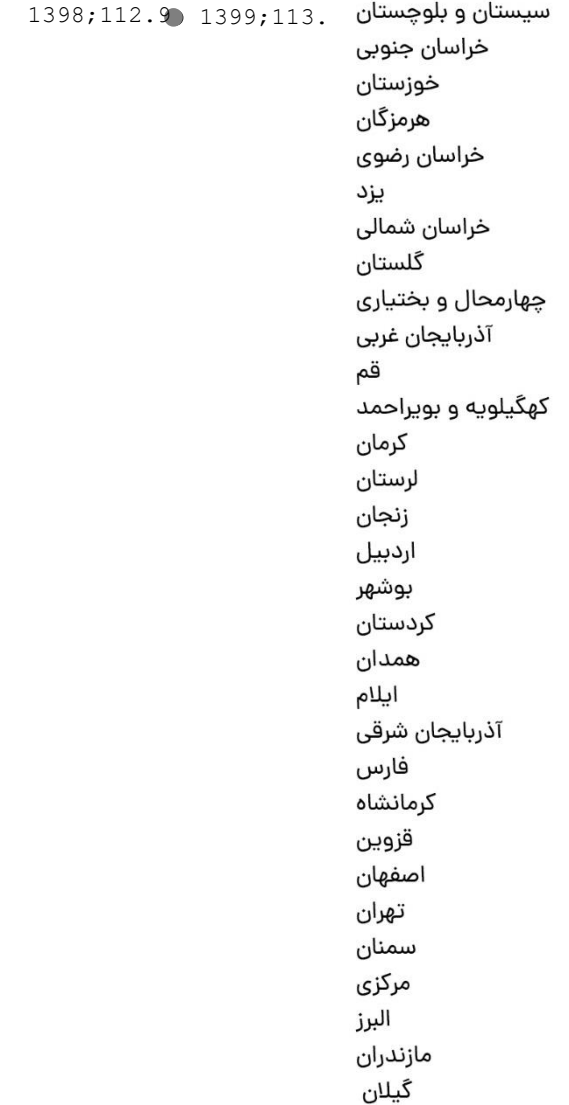 1398;112.9 1399;113.
سیستان و بلوچستان
خراسان جنوبی
خوزستان
هرمزگان
خراسان رضوی
یزد
خراسان شمالی
گلستان
چهارمحال و بختیاری
آذربایجان غربی
قم
کهگیلویه و بویراحمد
کرمان
لرستان
زنجان
اردبیل
بوشهر
کردستان
همدان
ایلام
آذربایجان شرقی
فارس
کرمانشاه
قزوین
اصفهان
تهران
سمنان
مرکزی
البرز
مازندران
گیلان